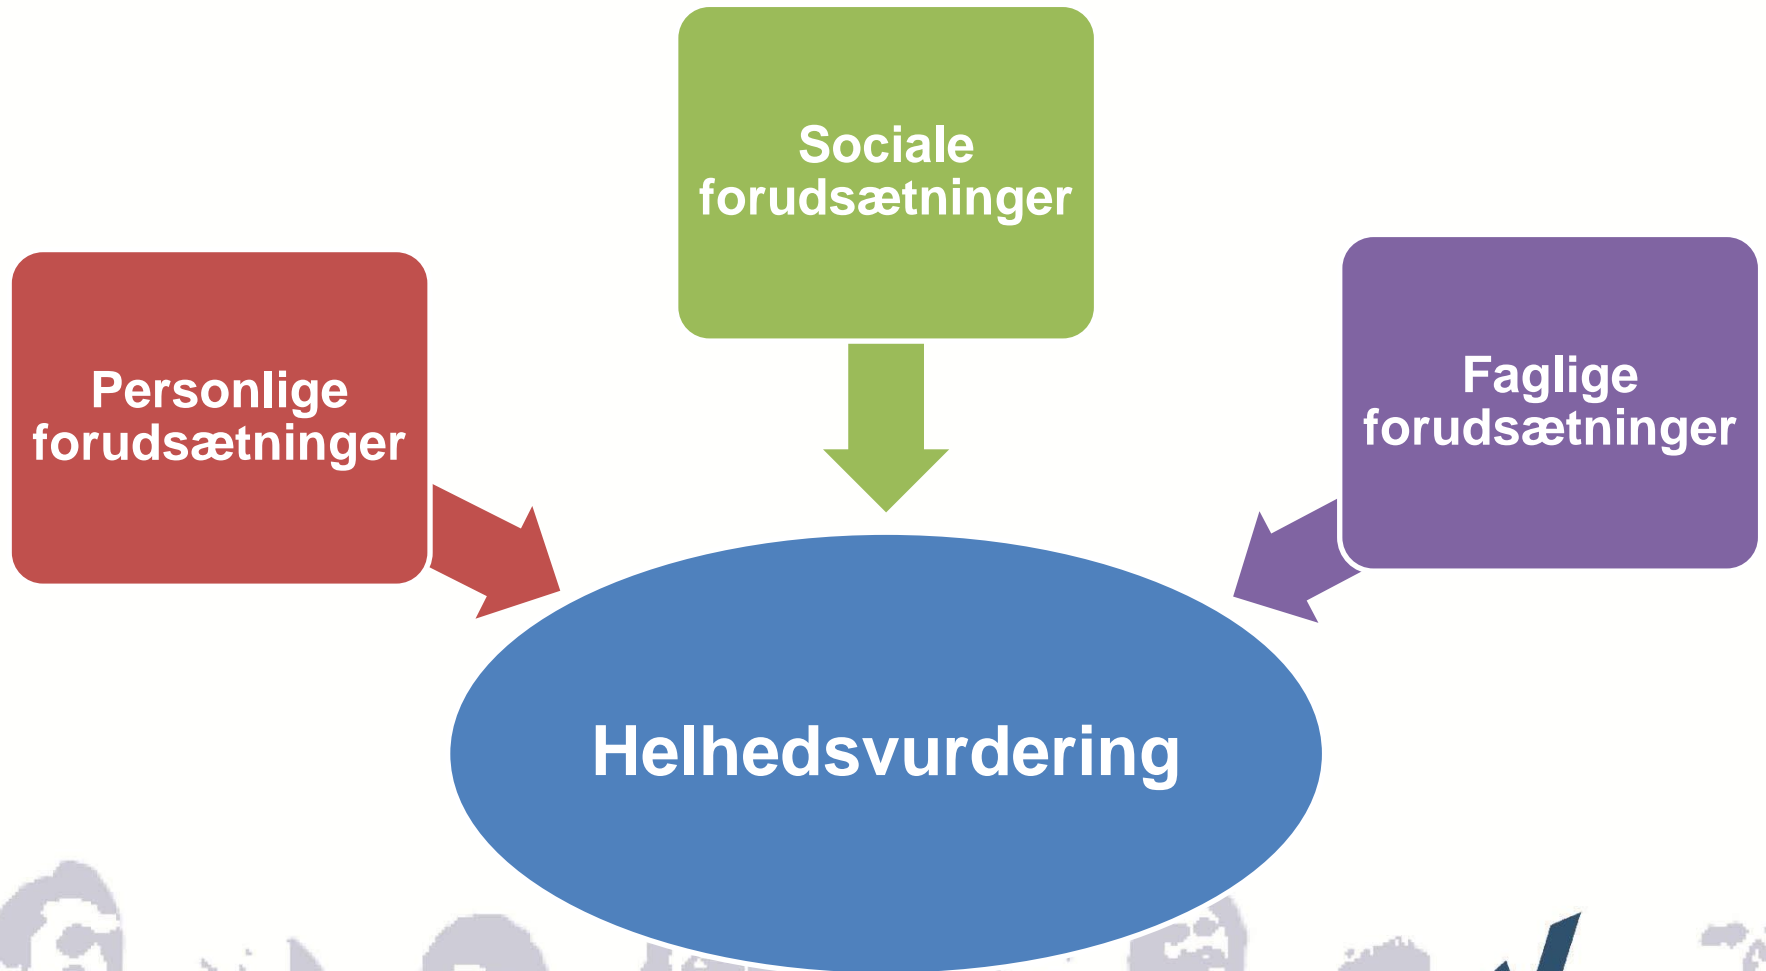 Sociale
forudsætninger
Personlige
forudsætninger
Faglige
forudsætninger
Helhedsvurdering